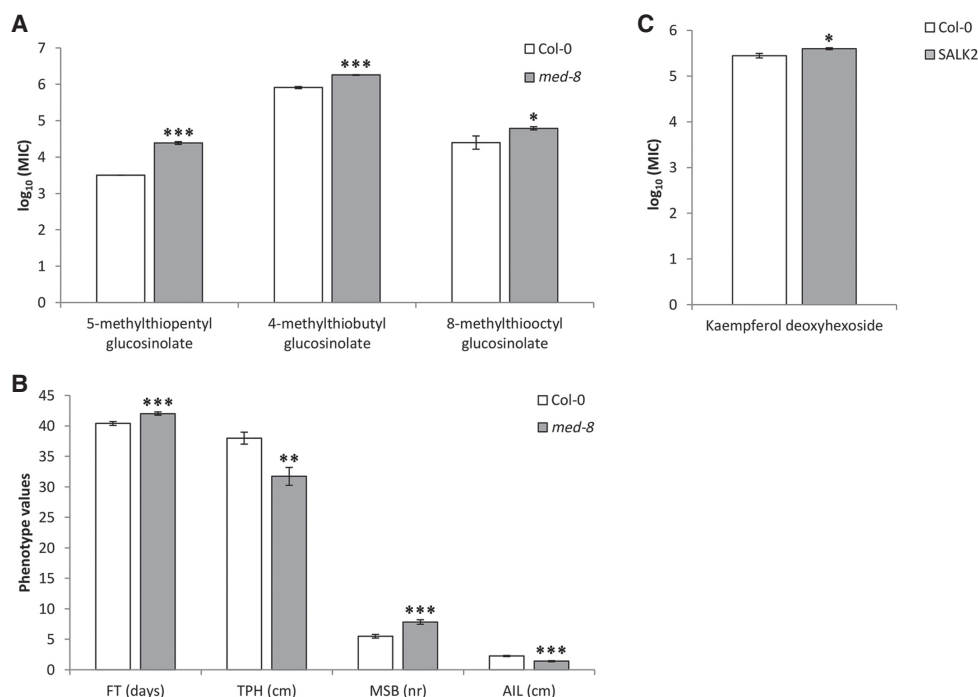 A
7
6
5
4
3
2
1
0
log10 (MIC)
Col-0
med-8
***
***
*
5-methylthiopentyl
glucosinolate
4-methylthiobutyl
glucosinolate
8-methylthiooctyl
glucosinolate
C
6
5
4
3
2
1
0
log10 (MIC)
Col-0
SALK2
*
Kaempferol deoxyhexoside
B
45
40
35
30
25
20
15
10
5
0
Phenotype values
Col-0
med-8
***
**
***
***
FT (days)
TPH (cm)
MSB (nr)
AIL (cm)